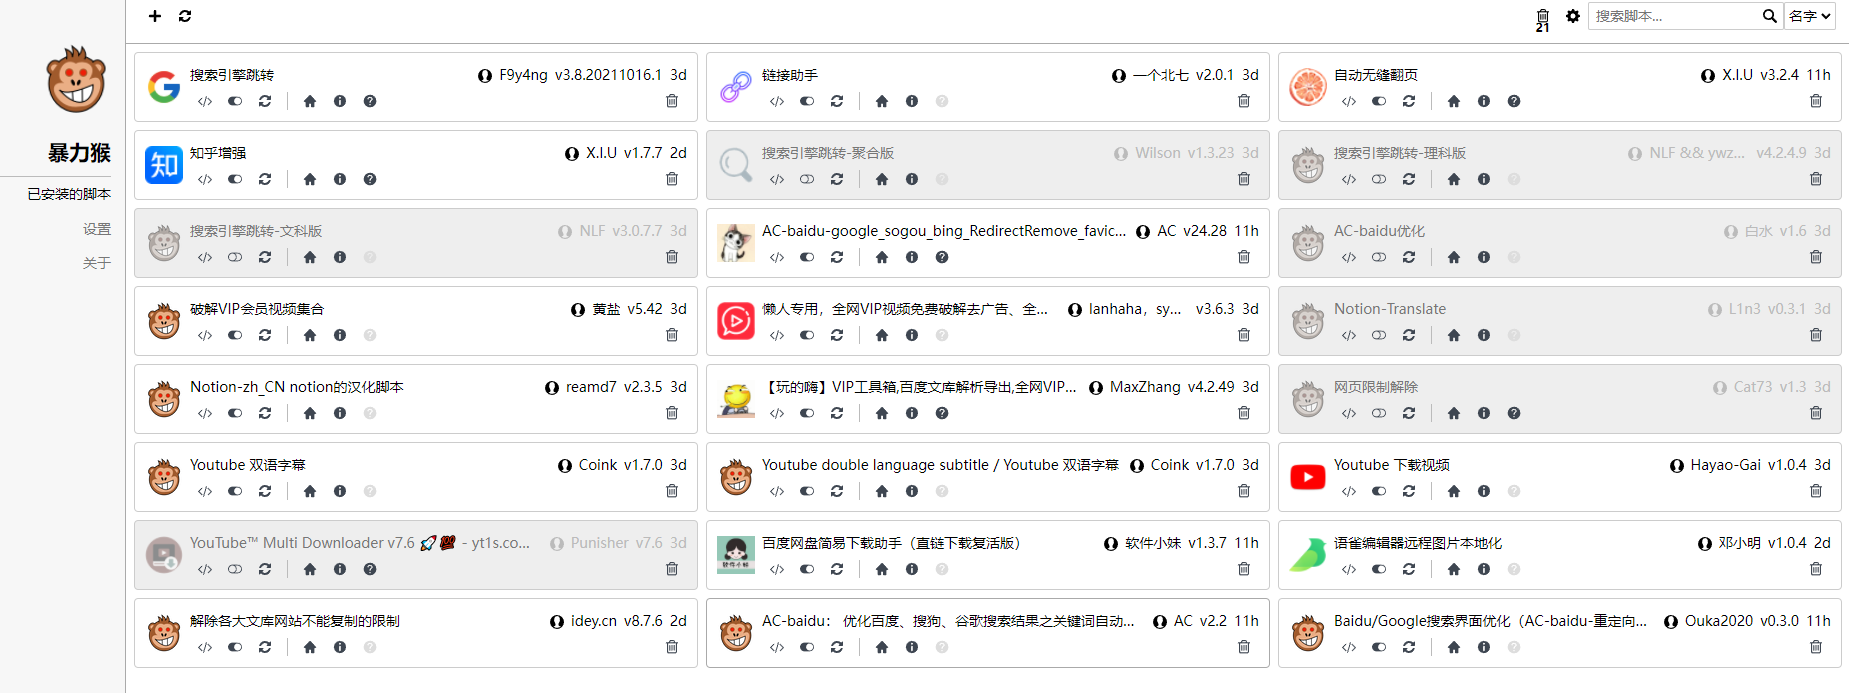 21
搜索脚本...
名字
暴力猴
已安装的脚本
设置
关于
搜索引擎跳转 F9y4ng v3.8.20211016.1 3d
链接助手 一个北七 v2.0.1 3d
自动无缝翻页 X.I.U v3.2.4 11h
知乎增强 X.I.U v1.7.7 2d
搜索引擎跳转-聚合版 Wilson v1.3.23 3d
搜索引擎跳转-理科版 NLF && ywz... v4.2.4.9 3d
搜索引擎跳转-文科版 NLF v3.0.7.7 3d
AC-baidu-google_sogou_bing_RedirectRemove_favic... AC v24.28 11h
AC-baidu优化 白水 v1.6 3d
破解VIP会员视频集合 黄盐 v5.42 3d
懒人专用，全网VIP视频免费破解去广告、全... lanhaha，sy... v3.6.3 3d
Notion-Translate L1n3 v0.3.1 3d
Notion-zh_CN notion的汉化脚本 reamd7 v2.3.5 3d
【玩的嗨】VIP工具箱,百度文库解析导出,全网VIP... MaxZhang v4.2.49 3d
网页限制解除 Cat73 v1.3 3d
Youtube 双语字幕 Coink v1.7.0 3d
Youtube double language subtitle / Youtube 双语字幕 Coink v1.7.0 3d
Youtube 下载视频 Hayao-Gai v1.0.4 3d
YouTube™ Multi Downloader v7.6 🚀💯 - yt1s.co... Punisher v7.6 3d
百度网盘简易下载助手（直链下载复活版） 软件小妹 v1.3.7 11h
语雀编辑器远程图片本地化 邓小明 v1.0.4 2d
解除各大文库网站不能复制的限制 idey.cn v8.7.6 2d
AC-baidu： 优化百度、搜狗、谷歌搜索结果之关键词自动... AC v2.2 11h
Baidu/Google搜索界面优化（AC-baidu-重定向... Ouka2020 v0.3.0 11h
知